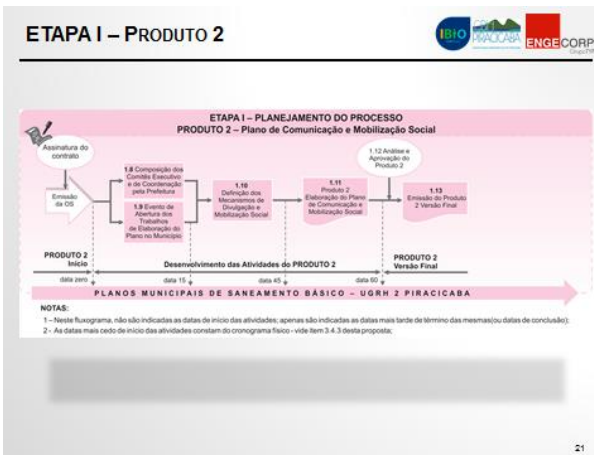 ETAPA I – PRODUTO 2
IBIO
PIRACICABA
ENGECORP
ETAPA I – PLANEJAMENTO DO PROCESSO
PRODUTO 2 – Plano de Comunicação e Mobilização Social
Assinatura do
contrato
Emissão
da OS
1.8 Composição dos
Comitês Executivo
e de Coordenação
pela Prefeitura
1.9 Evento de
Abertura dos
Trabalhos
de Elaboração do
Plano no Município
1.10
Definição dos
Mecanismos de
Divulgação e
Mobilização Social
1.11
Produto 2
Elaboração do Plano
de Comunicação e
Mobilização Social
1.12 Análise e
Aprovação do
Produto 2
1.13
Emissão do Produto
2 Versão Final
PRODUTO 2
Início
Desenvolvimento das Atividades do PRODUTO 2
PRODUTO 2
Versão Final
data zero
data 15
data 45
data 60
PLANOS MUNICIPAIS DE SANEAMENTO BÁSICO – UGRH 2 PIRACICABA
NOTAS:
1 – Neste fluxograma, não são indicadas as datas de início das atividades; apenas são indicadas as datas mais tarde de término das mesmas(ou datas de conclusão);
2 - As datas mais cedo de início das atividades constam do cronograma físico - vide item 3.4.3 desta proposta;
21